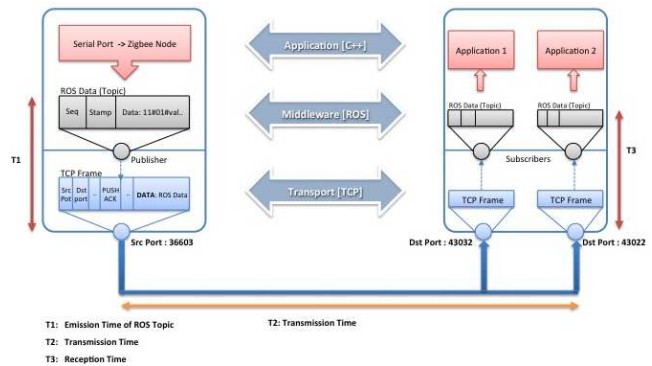 Serial Port -> Zigbee Node
ROS Data (Topic)
Seq
Stamp
Data: 11#01#val..
Publisher
T1
TCP Frame
Src Pot
Dst port
..
PUSH ACK
..
DATA: ROS Data
Src Port : 36603
Application [C++]
Middleware [ROS]
Transport [TCP]
Application 1
Application 2
ROS Data (Topic)
ROS Data (Topic)
Subscribers
T3
TCP Frame
TCP Frame
Dst Port : 43032
Dst Port : 43022
T2: Transmission Time
T1: Emission Time of ROS Topic
T2: Transmission Time
T3: Reception Time